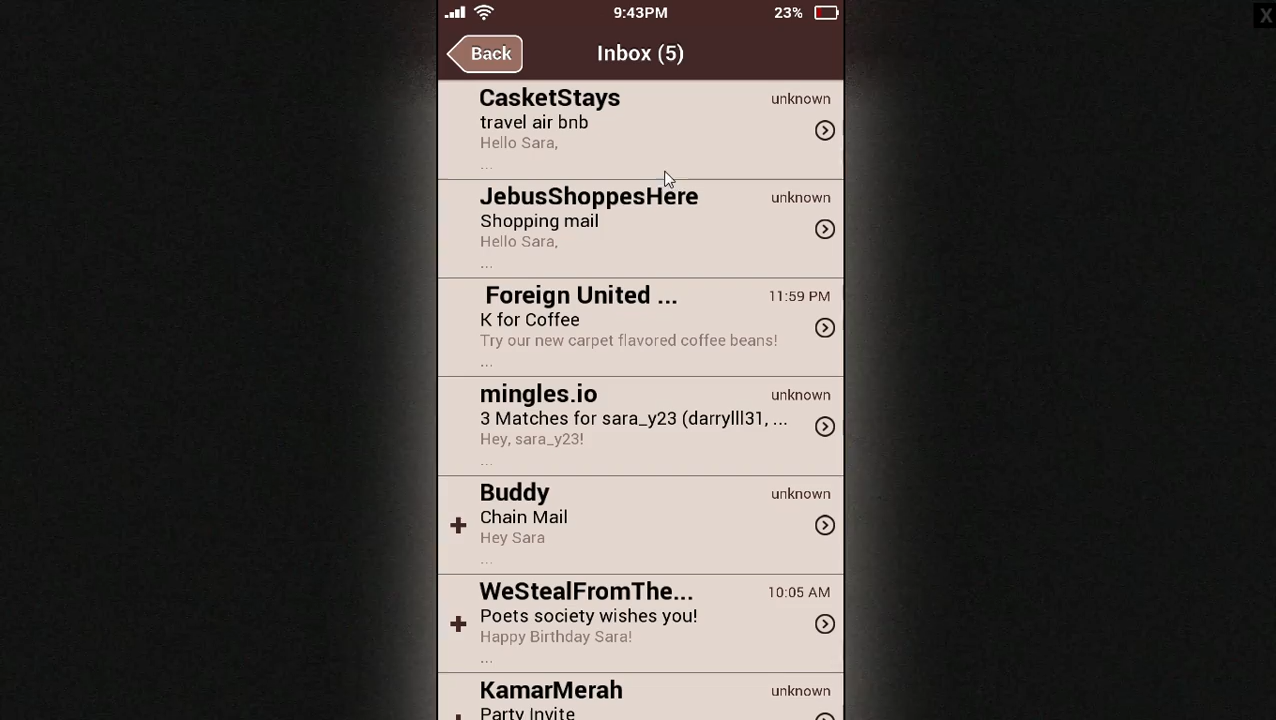 9:43PM
23%
X
Back
Inbox (5)
CasketStays
unknown
travel air bnb
Hello Sara,
...
JebusShoppesHere
unknown
Shopping mail
Hello Sara,
...
Foreign United ...
11:59 PM
K for Coffee
Try our new carpet flavored coffee beans!
...
mingles.io
unknown
3 Matches for sara_y23 (darrylll31, ...
Hey, sara_y23!
...
Buddy
unknown
Chain Mail
Hey Sara
...
WeStealFromThe...
10:05 AM
Poets society wishes you!
Happy Birthday Sara!
...
KamarMerah
unknown
Party Invite